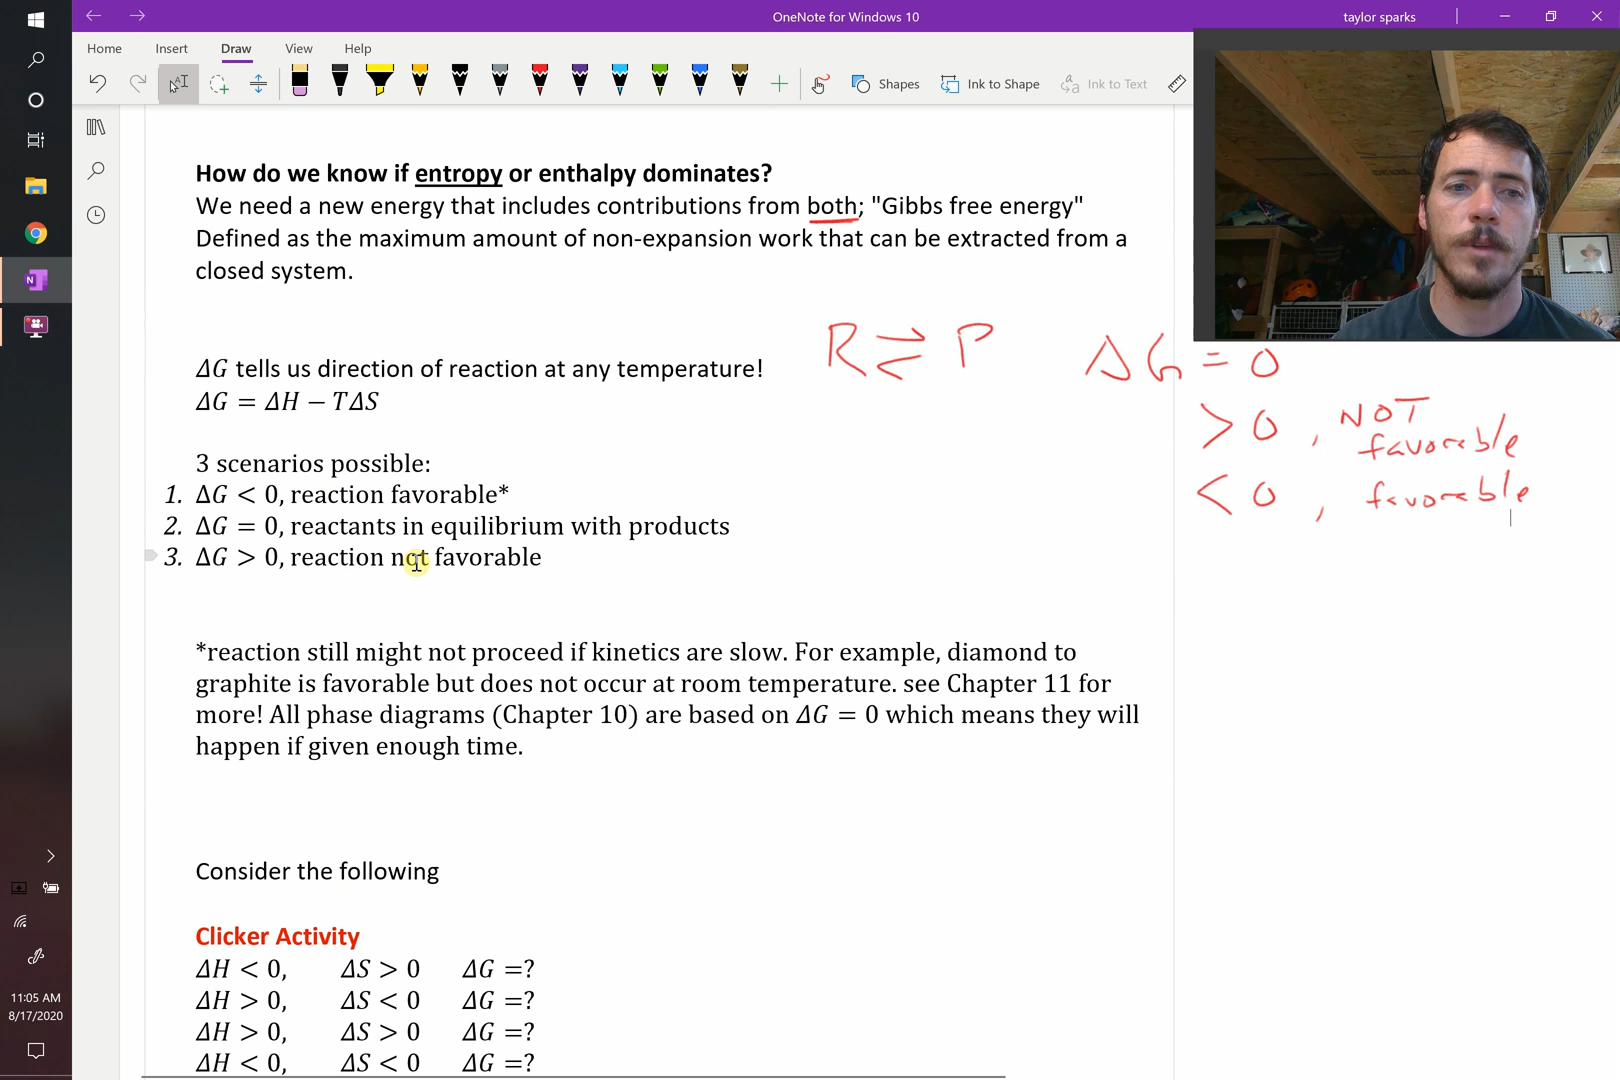 OneNote for Windows 10
taylor sparks
Home Insert Draw View Help
Shapes Ink to Shape Ink to Text
How do we know if entropy or enthalpy dominates?
We need a new energy that includes contributions from both; "Gibbs free energy"
Defined as the maximum amount of non-expansion work that can be extracted from a
closed system.
R ⇌ P ΔG = 0
ΔG tells us direction of reaction at any temperature!
ΔG = ΔH − TΔS
> 0 , NOT
favorable
3 scenarios possible:
1. ΔG < 0, reaction favorable*
< 0 , favorable
2. ΔG = 0, reactants in equilibrium with products
3. ΔG > 0, reaction not favorable
*reaction still might not proceed if kinetics are slow. For example, diamond to
graphite is favorable but does not occur at room temperature. see Chapter 11 for
more! All phase diagrams (Chapter 10) are based on ΔG = 0 which means they will
happen if given enough time.
Consider the following
Clicker Activity
ΔH < 0, ΔS > 0 ΔG =?
ΔH > 0, ΔS < 0 ΔG =?
ΔH > 0, ΔS > 0 ΔG =?
ΔH < 0, ΔS < 0 ΔG =?
11:05 AM
8/17/2020